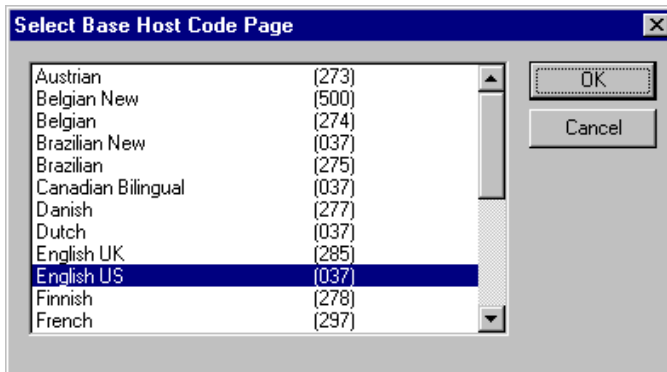 Select Base Host Code Page
Austrian (273)
Belgian New (500)
Belgian (274)
Brazilian New (037)
Brazilian (275)
Canadian Bilingual (037)
Danish (277)
Dutch (037)
English UK (285)
English US (037)
Finnish (278)
French (297)
OK
Cancel